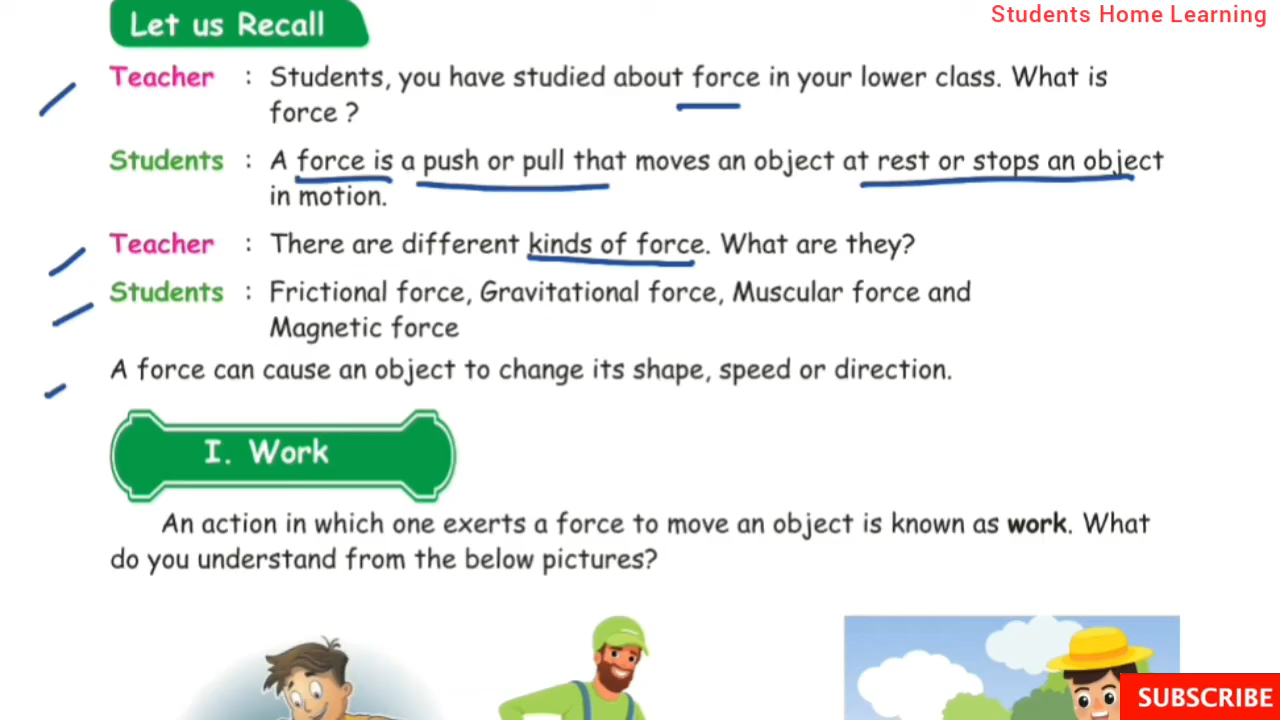 Students Home Learning
Let us Recall
Teacher : Students, you have studied about force in your lower class. What is
force ?
Students : A force is a push or pull that moves an object at rest or stops an object
in motion.
Teacher : There are different kinds of force. What are they?
Students : Frictional force, Gravitational force, Muscular force and
Magnetic force
A force can cause an object to change its shape, speed or direction.
I. Work
An action in which one exerts a force to move an object is known as work. What
do you understand from the below pictures?
SUBSCRIBE